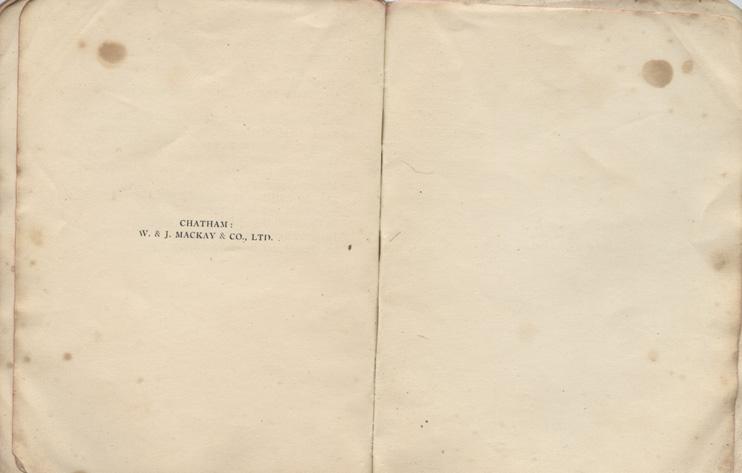 CHATHAM:
W. & J. MACKAY & CO., LTD.